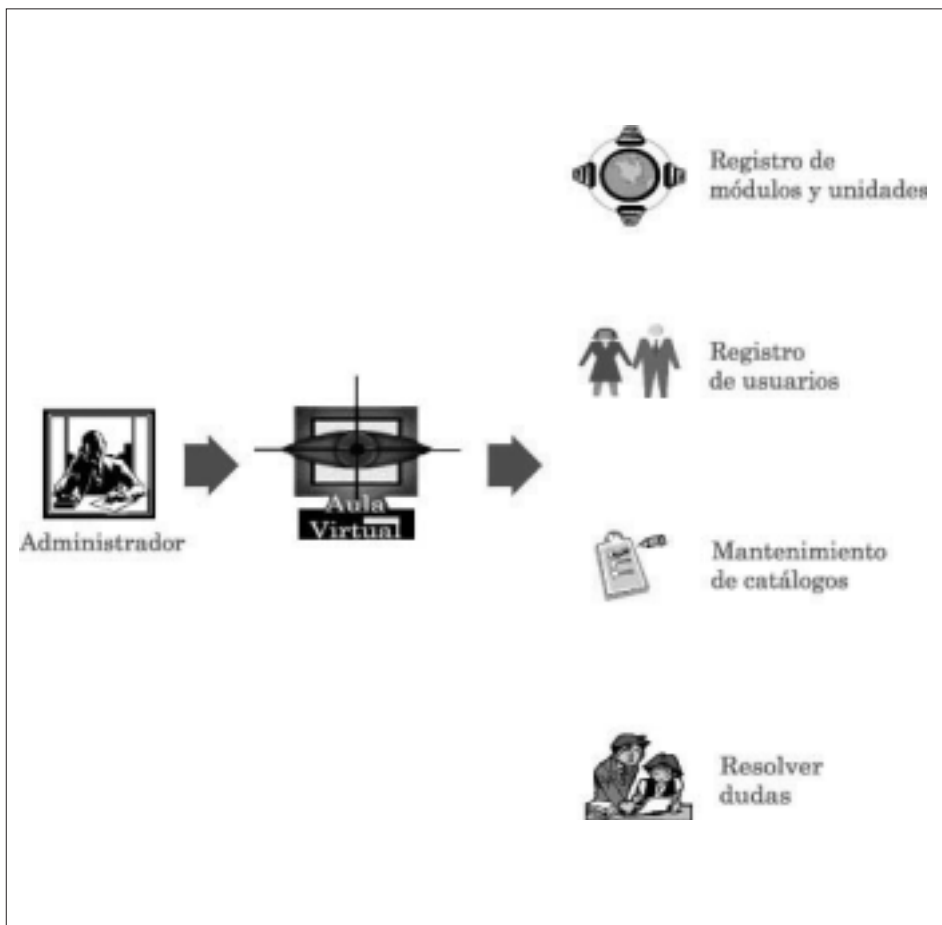 Registro de
módulos y unidades
Registro
de usuarios
Administrador
Aula
Virtual
Mantenimiento
de catálogos
Resolver
dudas